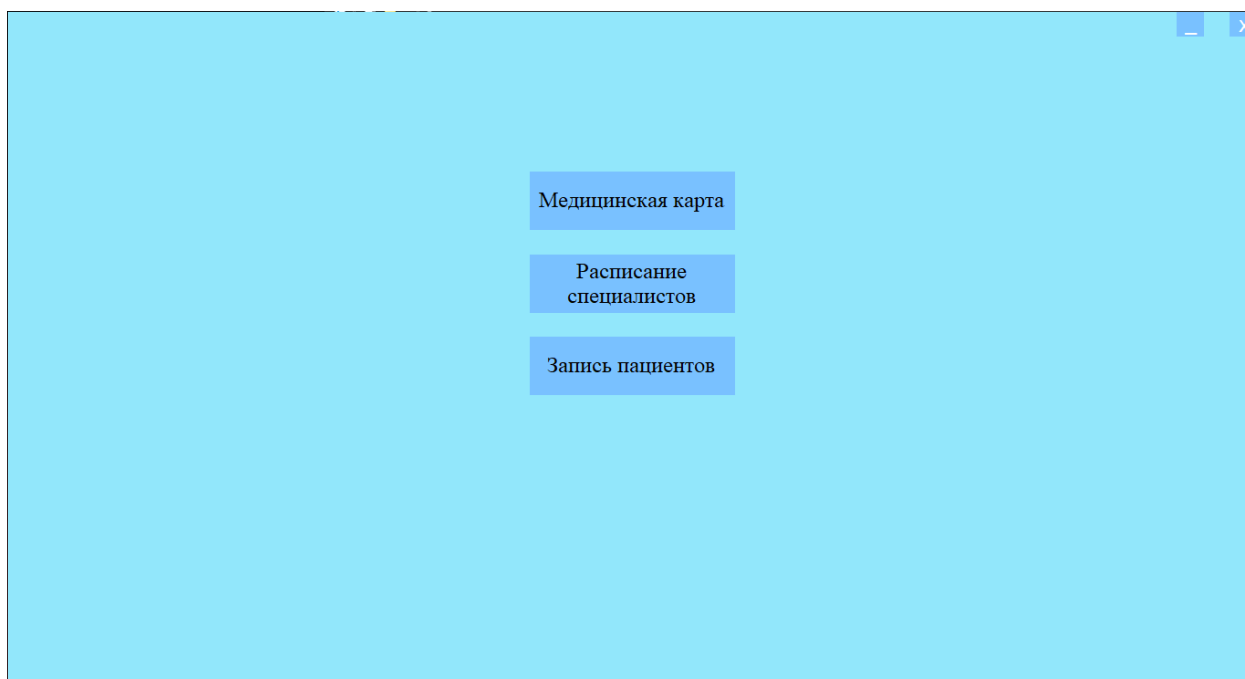 _ x
Медицинская карта
Расписание
специалистов
Запись пациентов